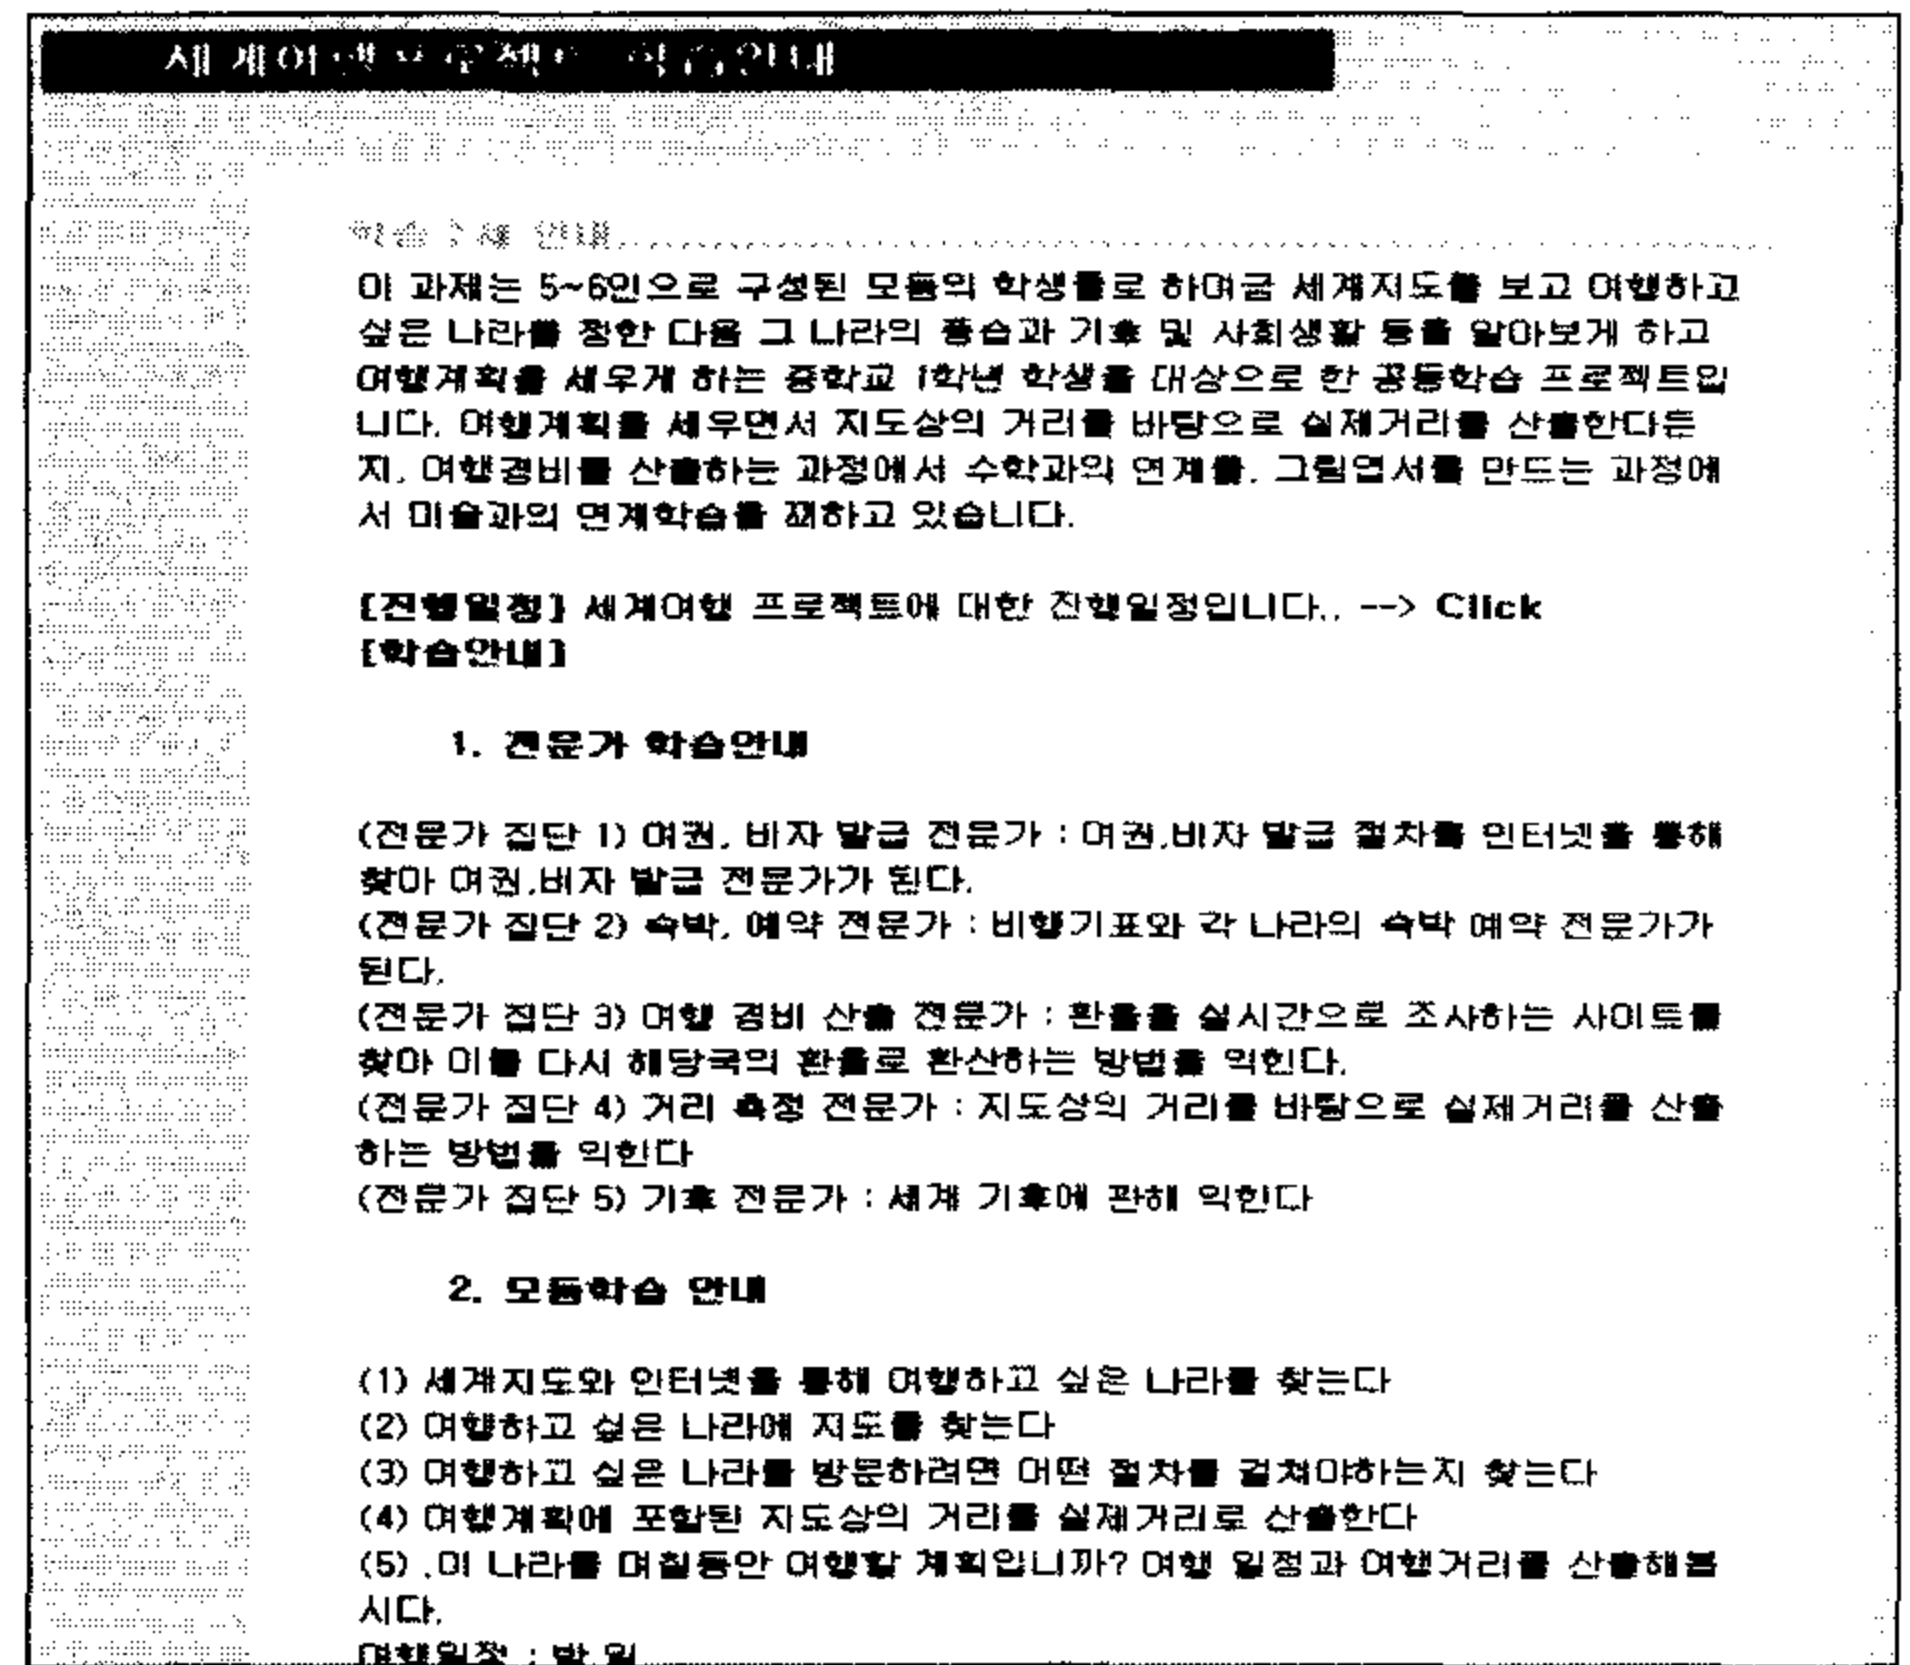 세계여행프로젝트 학습안내
학습주제 안내
이 과제는 5~6인으로 구성된 모둠의 학생들로 하여금 세계지도를 보고 여행하고
싶은 나라를 정한 다음 그 나라의 풍습과 기후 및 사회생활 등을 알아보게 하고
여행계획을 세우게 하는 중학교 1학년 학생을 대상으로 한 공동학습 프로젝트입
니다. 여행계획을 세우면서 지도상의 거리를 바탕으로 실제거리를 산출한다든
지, 여행경비를 산출하는 과정에서 수학과의 연계를, 그림엽서를 만드는 과정에
서 미술과의 연계학습을 꾀하고 있습니다.
[진행일정] 세계여행 프로젝트에 대한 진행일정입니다.. --> Click
[학습안내]
1. 전문가 학습안내
(전문가 집단 1) 여권, 비자 발급 전문가 : 여권,비자 발급 절차를 인터넷을 통해
찾아 여권,비자 발급 전문가가 된다.
(전문가 집단 2) 숙박, 예약 전문가 : 비행기표와 각 나라의 숙박 예약 전문가가
된다.
(전문가 집단 3) 여행 경비 산출 전문가 : 환율을 실시간으로 조사하는 사이트를
찾아 이를 다시 해당국의 환율로 환산하는 방법을 익힌다.
(전문가 집단 4) 거리 측정 전문가 : 지도상의 거리를 바탕으로 실제거리를 산출
하는 방법을 익힌다
(전문가 집단 5) 기후 전문가 : 세계 기후에 관해 익힌다
2. 모둠학습 안내
(1) 세계지도와 인터넷을 통해 여행하고 싶은 나라를 찾는다
(2) 여행하고 싶은 나라에 지도를 찾는다
(3) 여행하고 싶은 나라를 방문하려면 어떤 절차를 걸쳐야하는지 찾는다
(4) 여행계획에 포함된 지도상의 거리를 실제거리로 산출한다
(5) .이 나라를 며칠동안 여행할 계획입니까? 여행 일정과 여행거리를 산출해봅
시다.
여행일정 : 박 일